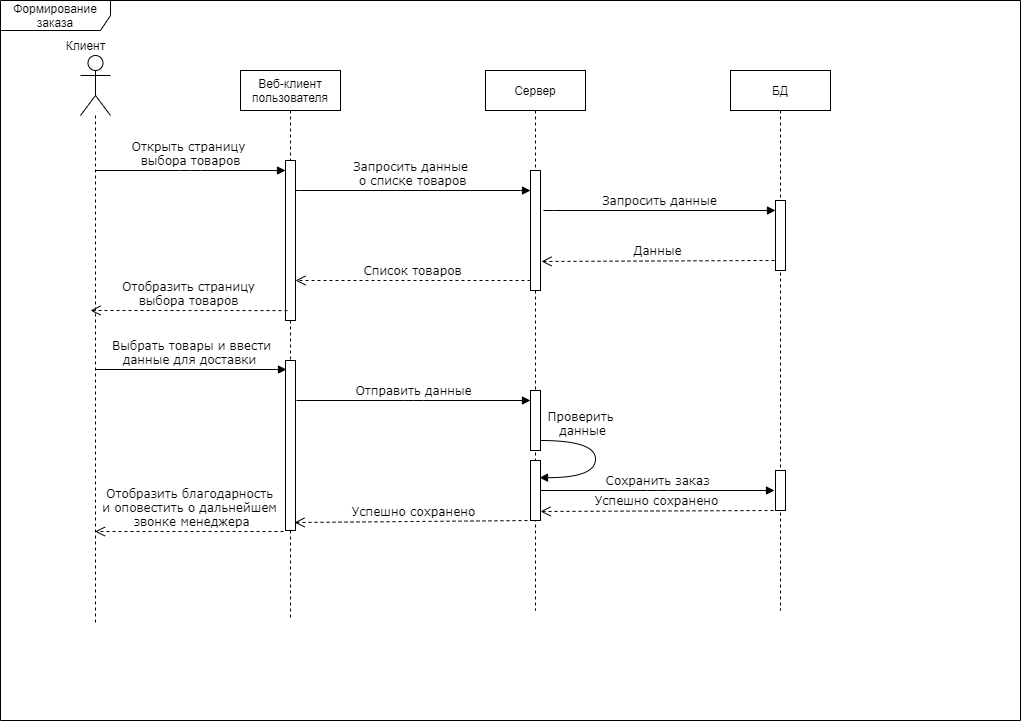 Формирование
заказа
Клиент
Веб-клиент
пользователя
Сервер
БД
Открыть страницу
выбора товаров
Запросить данные
о списке товаров
Запросить данные
Данные
Список товаров
Отобразить страницу
выбора товаров
Выбрать товары и ввести
данные для доставки
Отправить данные
Проверить
данные
Сохранить заказ
Успешно сохранено
Успешно сохранено
Отобразить благодарность
и оповестить о дальнейшем
звонке менеджера